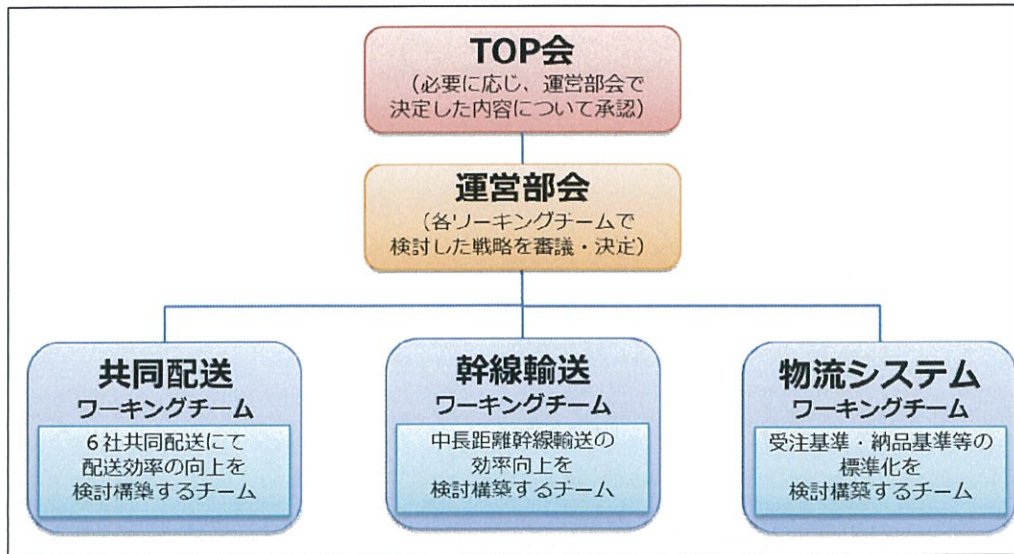 TOP会
（必要に応じ、運営部会で
決定した内容について承認）
運営部会
（各ワーキングチームで
検討した戦略を審議・決定）
共同配送
ワーキングチーム
６社共同配送にて
配送効率の向上を
検討構築するチーム
幹線輸送
ワーキングチーム
中長距離幹線輸送の
効率向上を
検討構築するチーム
物流システム
ワーキングチーム
受注基準・納品基準等の
標準化を
検討構築するチーム